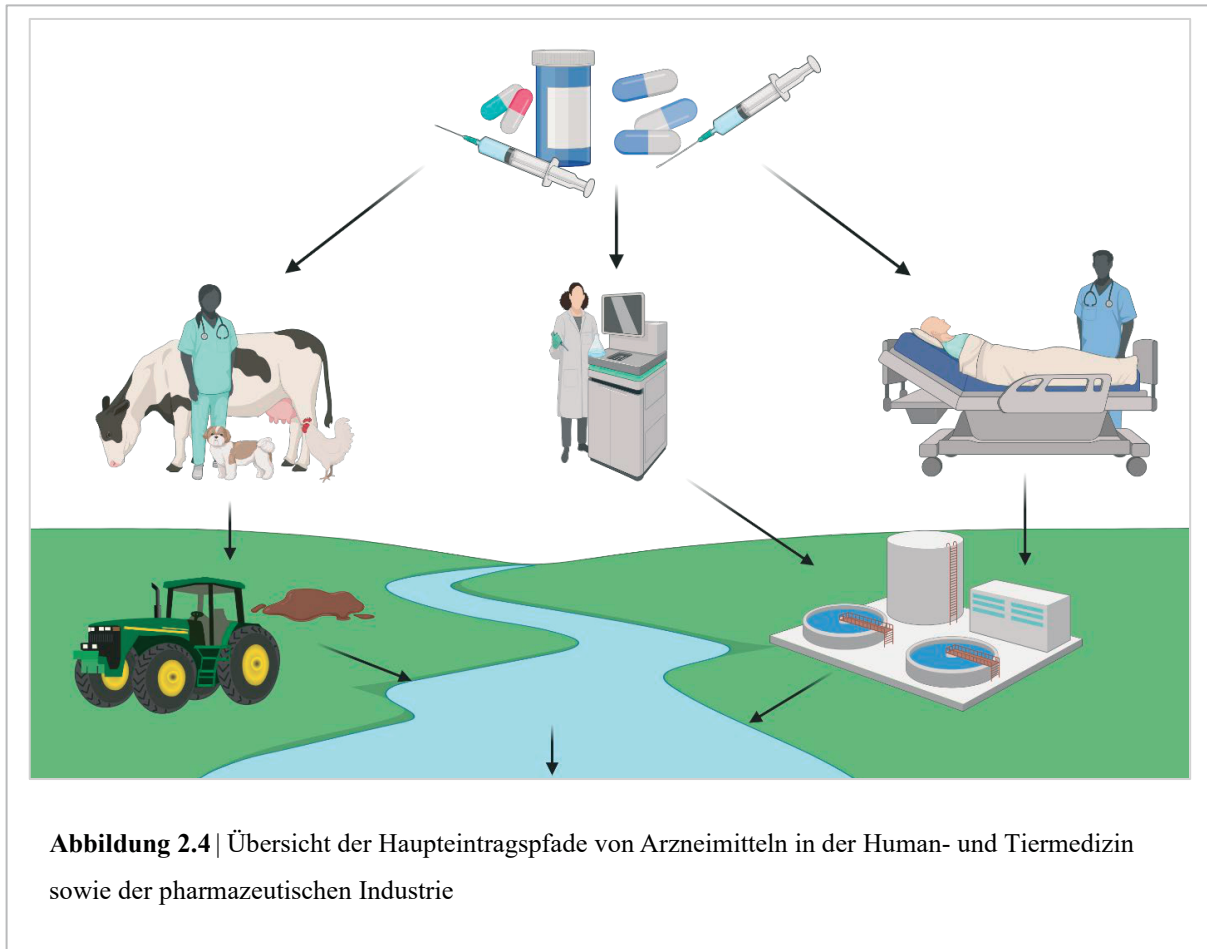 Abbildung 2.4 | Übersicht der Haupteintragspfade von Arzneimitteln in der Human- und Tiermedizin
sowie der pharmazeutischen Industrie